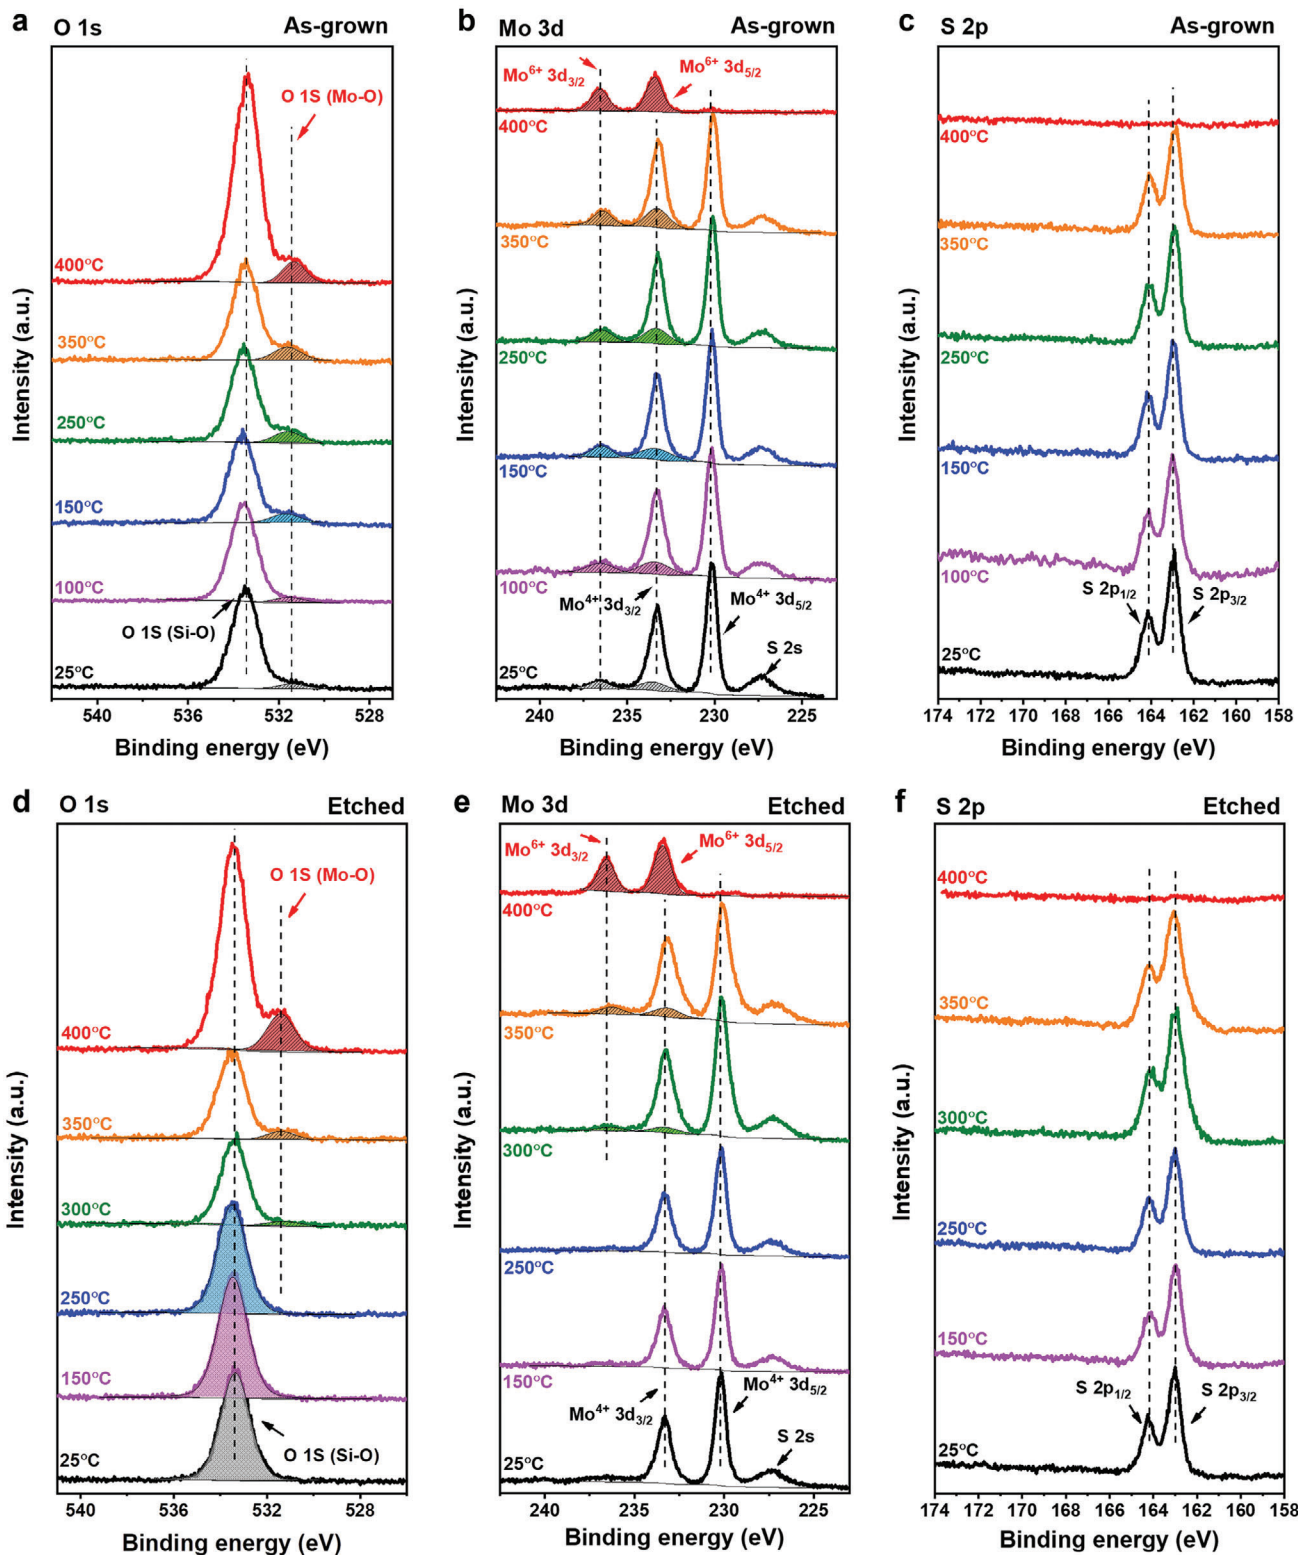 a O 1s As-grown
O 1S (Mo-O)
400°C
350°C
250°C
150°C
100°C
O 1S (Si-O)
25°C
540 536 532 528
Binding energy (eV)
Intensity (a.u.)
b Mo 3d As-grown
Mo6+ 3d3/2
Mo6+ 3d5/2
400°C
350°C
250°C
150°C
100°C
Mo4+ 3d3/2
Mo4+ 3d5/2
S 2s
25°C
240 235 230 225
Binding energy (eV)
Intensity (a.u.)
c S 2p As-grown
400°C
350°C
250°C
150°C
100°C
S 2p1/2
S 2p3/2
25°C
174 172 170 168 166 164 162 160 158
Binding energy (eV)
Intensity (a.u.)
d O 1s Etched
O 1S (Mo-O)
400°C
350°C
300°C
250°C
150°C
O 1S (Si-O)
25°C
540 536 532 528
Binding energy (eV)
Intensity (a.u.)
e Mo 3d Etched
Mo6+ 3d3/2
Mo6+ 3d5/2
400°C
350°C
300°C
250°C
150°C
Mo4+ 3d3/2
Mo4+ 3d5/2
S 2s
25°C
240 235 230 225
Binding energy (eV)
Intensity (a.u.)
f S 2p Etched
400°C
350°C
300°C
250°C
150°C
S 2p1/2
S 2p3/2
25°C
174 172 170 168 166 164 162 160 158
Binding energy (eV)
Intensity (a.u.)